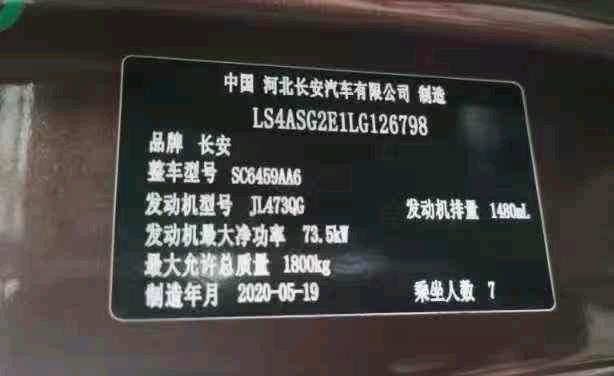 中国 河北长安汽车有限公司 制造
LS4ASG2E1LG126798
品牌 长安
整车型号 SC6459AA6
发动机型号 JL473QG 发动机排量 1480mL
发动机最大净功率 73.5kW
最大允许总质量 1800kg
制造年月 2020-05-19 乘坐人数 7